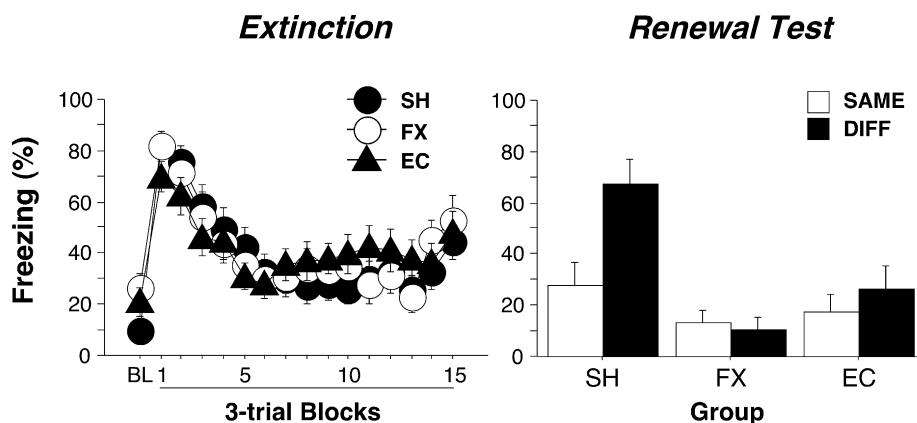 Extinction
Renewal Test
100
80
60
40
20
0
Freezing (%)
SH
FX
EC
BL 1 5 10 15
3-trial Blocks
100
80
60
40
20
0
SAME
DIFF
SH FX EC
Group